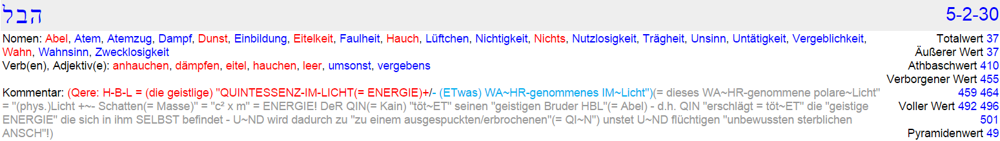 הבל 5-2-30
Nomen: Abel, Atem, Atemzug, Dampf, Dunst, Einbildung, Eitelkeit, Faulheit, Hauch, Lüftchen, Nichtigkeit, Nichts, Nutzlosigkeit, Trägheit, Unsinn, Untätigkeit, Vergeblichkeit, Totalwert 37
Wahn, Wahnsinn, Zwecklosigkeit Äußerer Wert 37
Verb(en), Adjektiv(e): anhauchen, dämpfen, eitel, hauchen, leer, umsonst, vergebens Athbaschwert 410
Verborgener Wert 455
Kommentar: (Qere: H-B-L = (die geistlige) "QUINTESSENZ-IM-LICHT(= ENERGIE)+/- (ETwas) WA~HR-genommenes IM~Licht")(= dieses WA~HR-genommene polare~Licht" 459 464
= "(phys.)Licht +~- Schatten(= Masse)" = "c² x m" = ENERGIE! DeR QIN(= Kain) "töt~ET" seinen "geistigen Bruder HBL"(= Abel) - d.h. QIN "erschlägt = töt~ET" die "geistige Voller Wert 492 496
ENERGIE" die sich in ihm SELBST befindet - U~ND wird dadurch zu "zu einem ausgespuckten/erbrochenen"(= QI~N") unstet U~ND flüchtigen "unbewussten sterblichen 501
ANSCH"!) Pyramidenwert 49